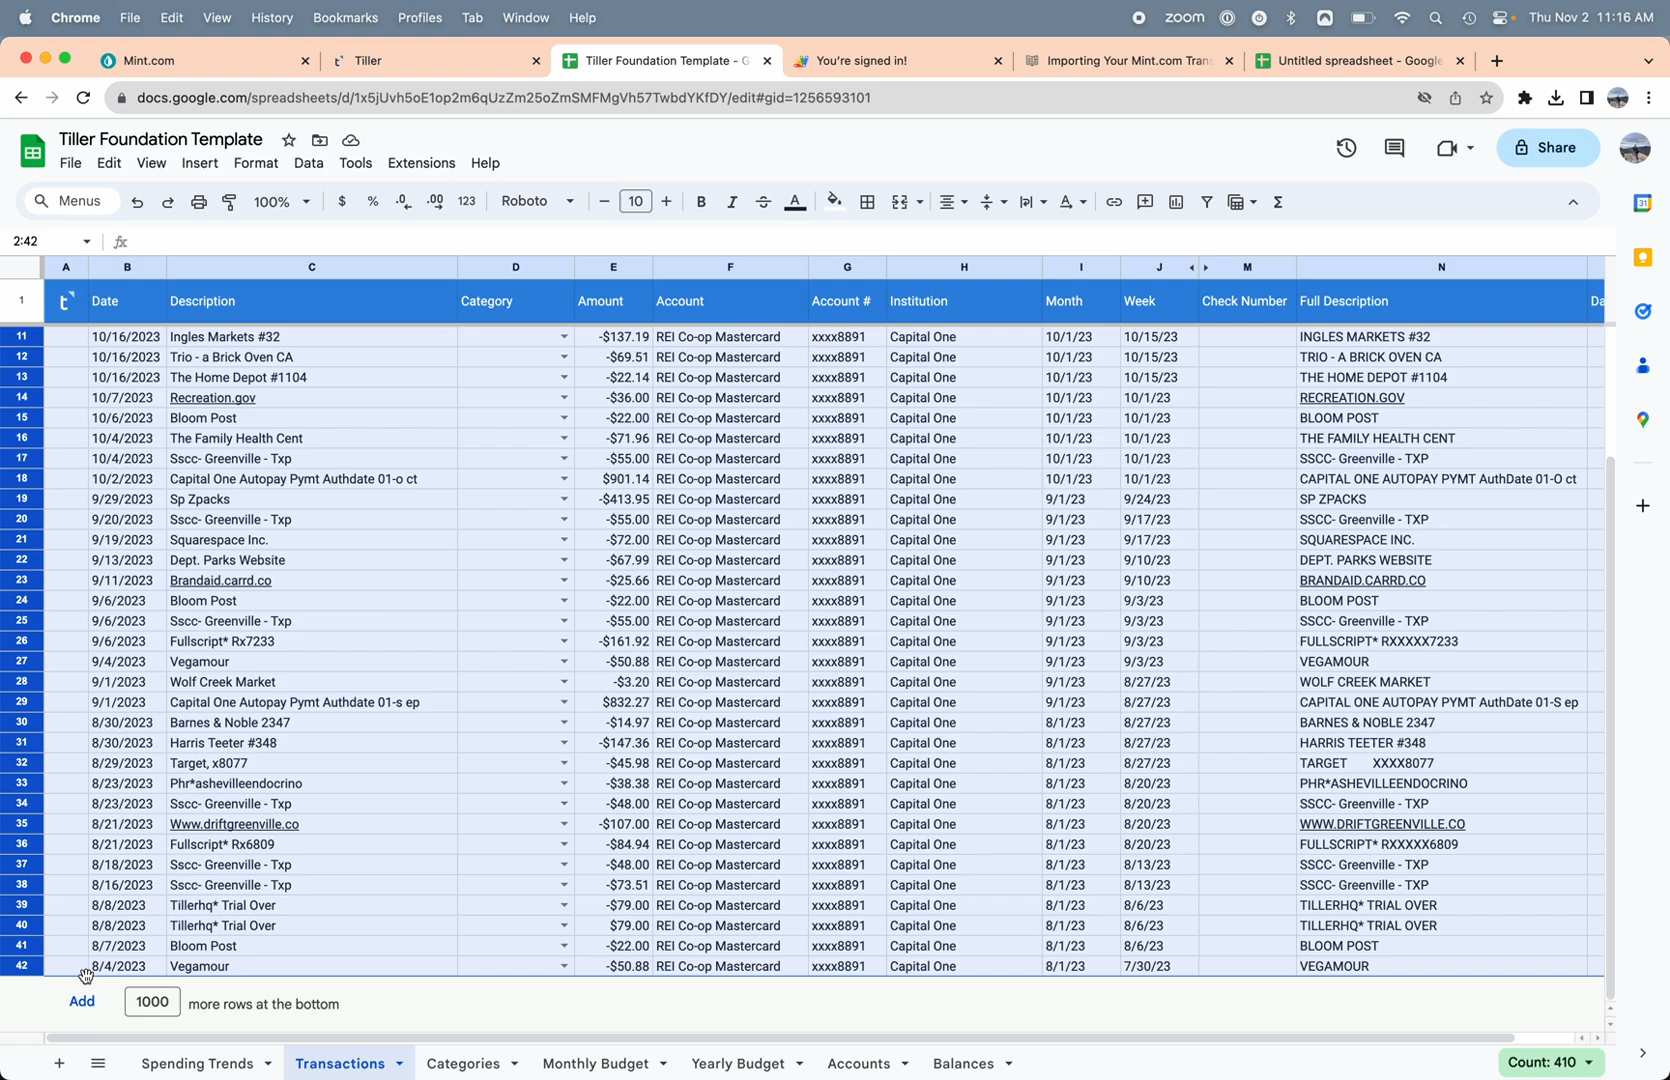 Chrome File Edit View History Bookmarks Profiles Tab Window Help zoom Thu Nov 2 11:16 AM
Mint.com Tiller Tiller Foundation Template - G You're signed in! Importing Your Mint.com Tran Untitled spreadsheet - Google
docs.google.com/spreadsheets/d/1x5jUvh5oE1op2m6qUzZm25oZmSMFMgVh57TwbdYKfDY/edit#gid=1256593101
Tiller Foundation Template
File Edit View Insert Format Data Tools Extensions Help Share
Menus 100% $ % .0 .00 123 Roboto 10 B I A
2:42 fx
A B C D E F G H I J M N
1 t Date Description Category Amount Account Account # Institution Month Week Check Number Full Description Da
11 10/16/2023 Ingles Markets #32 -$137.19 REI Co-op Mastercard xxxx8891 Capital One 10/1/23 10/15/23 INGLES MARKETS #32
12 10/16/2023 Trio - a Brick Oven CA -$69.51 REI Co-op Mastercard xxxx8891 Capital One 10/1/23 10/15/23 TRIO - A BRICK OVEN CA
13 10/16/2023 The Home Depot #1104 -$22.14 REI Co-op Mastercard xxxx8891 Capital One 10/1/23 10/15/23 THE HOME DEPOT #1104
14 10/7/2023 Recreation.gov -$36.00 REI Co-op Mastercard xxxx8891 Capital One 10/1/23 10/1/23 RECREATION.GOV
15 10/6/2023 Bloom Post -$22.00 REI Co-op Mastercard xxxx8891 Capital One 10/1/23 10/1/23 BLOOM POST
16 10/4/2023 The Family Health Cent -$71.96 REI Co-op Mastercard xxxx8891 Capital One 10/1/23 10/1/23 THE FAMILY HEALTH CENT
17 10/4/2023 Sscc- Greenville - Txp -$55.00 REI Co-op Mastercard xxxx8891 Capital One 10/1/23 10/1/23 SSCC- Greenville - TXP
18 10/2/2023 Capital One Autopay Pymt Authdate 01-o ct $901.14 REI Co-op Mastercard xxxx8891 Capital One 10/1/23 10/1/23 CAPITAL ONE AUTOPAY PYMT AuthDate 01-O ct
19 9/29/2023 Sp Zpacks -$413.95 REI Co-op Mastercard xxxx8891 Capital One 9/1/23 9/24/23 SP ZPACKS
20 9/20/2023 Sscc- Greenville - Txp -$55.00 REI Co-op Mastercard xxxx8891 Capital One 9/1/23 9/17/23 SSCC- Greenville - TXP
21 9/19/2023 Squarespace Inc. -$72.00 REI Co-op Mastercard xxxx8891 Capital One 9/1/23 9/17/23 SQUARESPACE INC.
22 9/13/2023 Dept. Parks Website -$67.99 REI Co-op Mastercard xxxx8891 Capital One 9/1/23 9/10/23 DEPT. PARKS WEBSITE
23 9/11/2023 Brandaid.carrd.co -$25.66 REI Co-op Mastercard xxxx8891 Capital One 9/1/23 9/10/23 BRANDAID.CARRD.CO
24 9/6/2023 Bloom Post -$22.00 REI Co-op Mastercard xxxx8891 Capital One 9/1/23 9/3/23 BLOOM POST
25 9/6/2023 Sscc- Greenville - Txp -$55.00 REI Co-op Mastercard xxxx8891 Capital One 9/1/23 9/3/23 SSCC- Greenville - TXP
26 9/6/2023 Fullscript* Rx7233 -$161.92 REI Co-op Mastercard xxxx8891 Capital One 9/1/23 9/3/23 FULLSCRIPT* RXXXXX7233
27 9/4/2023 Vegamour -$50.88 REI Co-op Mastercard xxxx8891 Capital One 9/1/23 9/3/23 VEGAMOUR
28 9/1/2023 Wolf Creek Market -$3.20 REI Co-op Mastercard xxxx8891 Capital One 9/1/23 8/27/23 WOLF CREEK MARKET
29 9/1/2023 Capital One Autopay Pymt Authdate 01-s ep $832.27 REI Co-op Mastercard xxxx8891 Capital One 9/1/23 8/27/23 CAPITAL ONE AUTOPAY PYMT AuthDate 01-S ep
30 8/30/2023 Barnes & Noble 2347 -$14.97 REI Co-op Mastercard xxxx8891 Capital One 8/1/23 8/27/23 BARNES & NOBLE 2347
31 8/30/2023 Harris Teeter #348 -$147.36 REI Co-op Mastercard xxxx8891 Capital One 8/1/23 8/27/23 HARRIS TEETER #348
32 8/29/2023 Target, x8077 -$45.98 REI Co-op Mastercard xxxx8891 Capital One 8/1/23 8/27/23 TARGET XXXX8077
33 8/23/2023 Phr*ashevilleendocrino -$38.38 REI Co-op Mastercard xxxx8891 Capital One 8/1/23 8/20/23 PHR*ASHEVILLEENDOCRINO
34 8/23/2023 Sscc- Greenville - Txp -$48.00 REI Co-op Mastercard xxxx8891 Capital One 8/1/23 8/20/23 SSCC- Greenville - TXP
35 8/21/2023 Www.driftgreenville.co -$107.00 REI Co-op Mastercard xxxx8891 Capital One 8/1/23 8/20/23 WWW.DRIFTGREENVILLE.CO
36 8/21/2023 Fullscript* Rx6809 -$84.94 REI Co-op Mastercard xxxx8891 Capital One 8/1/23 8/20/23 FULLSCRIPT* RXXXXX6809
37 8/18/2023 Sscc- Greenville - Txp -$48.00 REI Co-op Mastercard xxxx8891 Capital One 8/1/23 8/13/23 SSCC- Greenville - TXP
38 8/16/2023 Sscc- Greenville - Txp -$73.51 REI Co-op Mastercard xxxx8891 Capital One 8/1/23 8/13/23 SSCC- Greenville - TXP
39 8/8/2023 Tillerhq* Trial Over -$79.00 REI Co-op Mastercard xxxx8891 Capital One 8/1/23 8/6/23 TILLERHQ* TRIAL OVER
40 8/8/2023 Tillerhq* Trial Over $79.00 REI Co-op Mastercard xxxx8891 Capital One 8/1/23 8/6/23 TILLERHQ* TRIAL OVER
41 8/7/2023 Bloom Post -$22.00 REI Co-op Mastercard xxxx8891 Capital One 8/1/23 8/6/23 BLOOM POST
42 8/4/2023 Vegamour -$50.88 REI Co-op Mastercard xxxx8891 Capital One 8/1/23 7/30/23 VEGAMOUR
Add 1000 more rows at the bottom
Spending Trends Transactions Categories Monthly Budget Yearly Budget Accounts Balances Count: 410